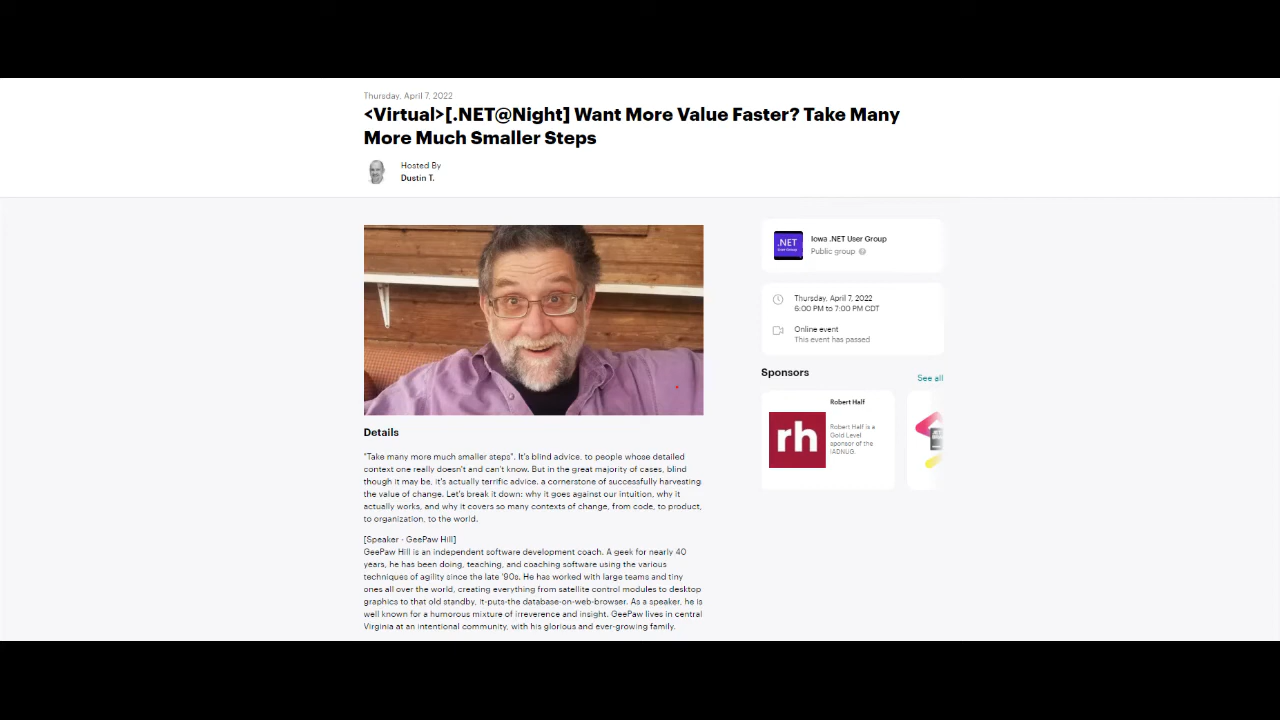 Thursday, April 7, 2022
<Virtual>[.NET@Night] Want More Value Faster? Take Many
More Much Smaller Steps
Hosted By
Dustin T.
Details
"Take many more much smaller steps". It's blind advice, to people whose detailed
context one really doesn't and can't know. But in the great majority of cases, blind
though it may be, it's actually terrific advice, a cornerstone of successfully harvesting
the value of change. Let's break it down: why it goes against our intuition, why it
actually works, and why it covers so many contexts of change, from code, to product,
to organization, to the world.
[Speaker - GeePaw Hill]
GeePaw Hill is an independent software development coach. A geek for nearly 40
years, he has been doing, teaching, and coaching software using the various
techniques of agility since the late '90s. He has worked with large teams and tiny
ones all over the world, creating everything from satellite control modules to desktop
graphics to that old standby, it-puts-the database-on-web-browser. As a speaker, he is
well known for a humorous mixture of irreverence and insight. GeePaw lives in central
Virginia at an intentional community, with his glorious and ever-growing family.
.NET
User Group
Iowa .NET User Group
Public group
Thursday, April 7, 2022
6:00 PM to 7:00 PM CDT
Online event
This event has passed
Sponsors
See all
rh
Robert Half
Robert Half is a
Gold Level
sponsor of the
IADNUG.